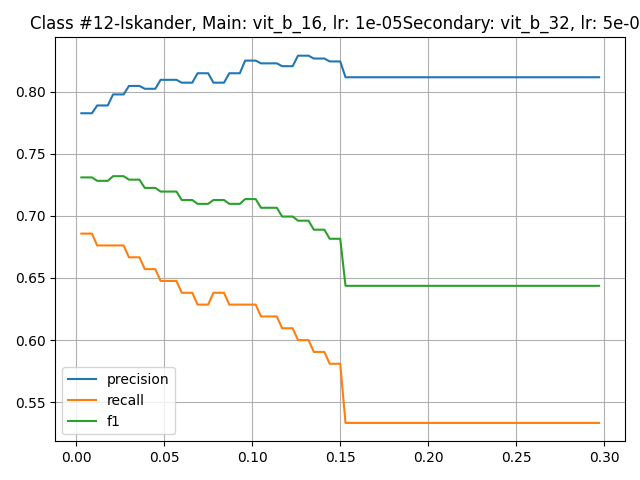 Class #12-Iskander, Main: vit_b_16, lr: 1e-05Secondary: vit_b_32, lr: 5e-0
0.80
0.75
0.70
0.65
0.60
0.55
precision
recall
f1
0.00 0.05 0.10 0.15 0.20 0.25 0.30